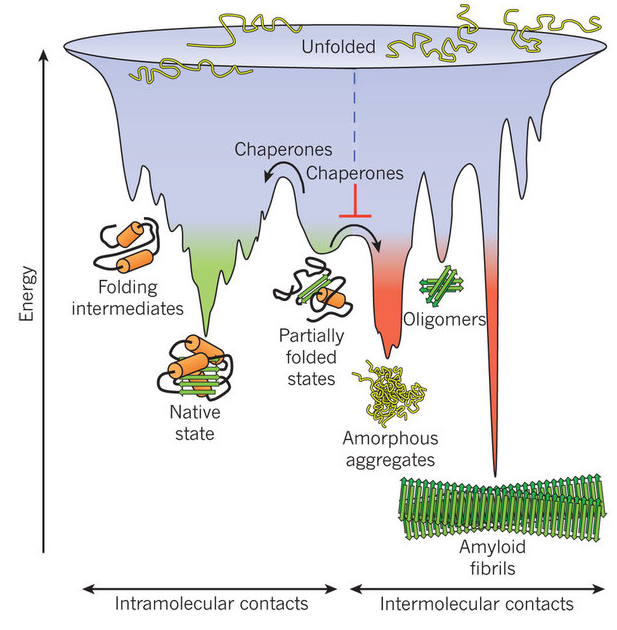 Unfolded
Chaperones
Chaperones
Energy
Folding
intermediates
Native
state
Partially
folded
states
Oligomers
Amorphous
aggregates
Amyloid
fibrils
Intramolecular contacts
Intermolecular contacts